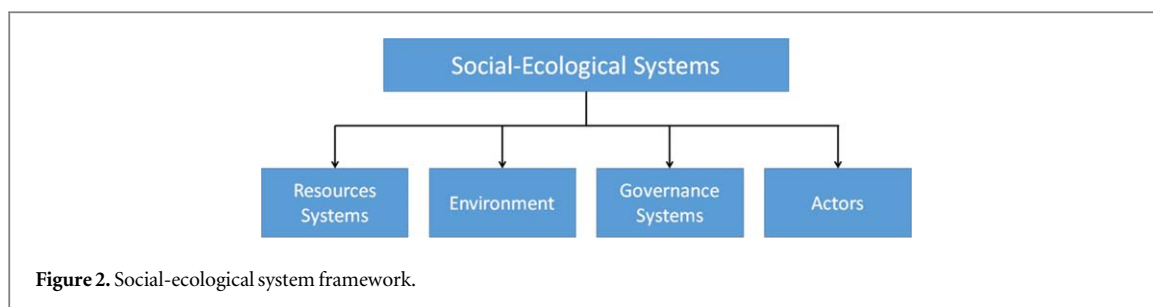 Social-Ecological Systems
Resources
Systems
Environment
Governance
Systems
Actors
Figure 2. Social-ecological system framework.